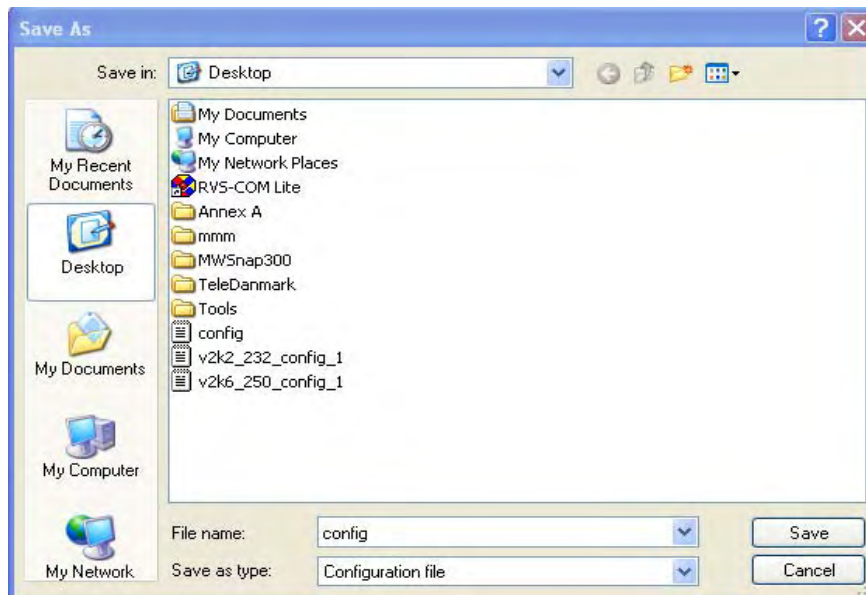 Save As
Save in:
Desktop
My Recent
Documents
Desktop
My Documents
My Computer
My Network
My Documents
My Computer
My Network Places
RVS-COM Lite
Annex A
mmm
MWSnap300
TeleDanmark
Tools
config
v2k2_232_config_1
v2k6_250_config_1
File name:
config
Save
Save as type:
Configuration file
Cancel